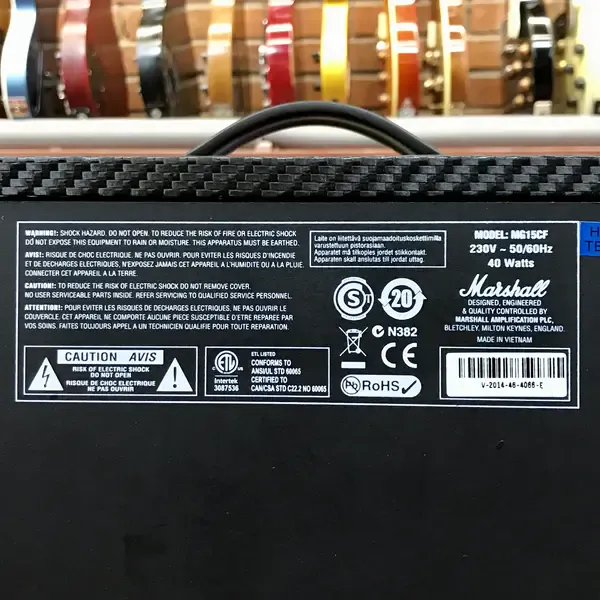 WARNING!: SHOCK HAZARD. DO NOT OPEN. TO REDUCE THE RISK OF FIRE OR ELECTRIC SHOCK
DO NOT EXPOSE THIS EQUIPMENT TO RAIN OR MOISTURE. THIS APPARATUS MUST BE EARTHED.
AVIS!: RISQUE DE CHOC ELECTRIQUE. NE PAS OUVRIR. POUR EVITER LES RISQUES D'INCENDIE
ET DE DECHARGES ELECTRIQUES, N'EXPOSEZ JAMAIS CET APPAREIL A L'HUMIDITE OU A LA PLUIE.
CONNECTER CET APPAREIL A LA TERRE.
CAUTION!: TO REDUCE THE RISK OF ELECTRIC SHOCK DO NOT REMOVE COVER.
NO USER SERVICEABLE PARTS INSIDE. REFER SERVICING TO QUALIFIED SERVICE PERSONNEL.
ATTENTION!: POUR EVITER LES RISQUES DE DECHARGES ELECTRIQUES, NE PAS OUVRIR LE
COUVERCLE. CET APPAREIL NE COMPORTE AUCUNE PIECE SUSCEPTIBLE D'ETRE REPAREE PAR
VOS SOINS. FAITES TOUJOURS APPEL A UN TECHNICIEN QUALIFIE POUR TOUTE REPARATION.
Laite on liitettävä suojamaadoituskoskettimilla
varustettuun pistorasiaan.
Apparatet må tilkoples jordet stikkontakt.
Apparaten skall anslutas till jordat uttag.
MODEL: MG15CF
230V ~ 50/60Hz
40 Watts
Marshall
DESIGNED, ENGINEERED
& QUALITY CONTROLLED BY
MARSHALL AMPLIFICATION PLC,
BLETCHLEY, MILTON KEYNES, ENGLAND.
MADE IN VIETNAM
S
20
N382
CE
Pb RoHS
CAUTION AVIS
RISK OF ELECTRIC SHOCK
DO NOT OPEN
RISQUE DE CHOC ELECTRIQUE
NE PAS OUVRIR
ETL
Intertek
3087536
ETL LISTED
CONFORMS TO
ANSI/UL STD 60065
CERTIFIED TO
CAN/CSA STD C22.2 NO 60065
V-2014-46-4066-E